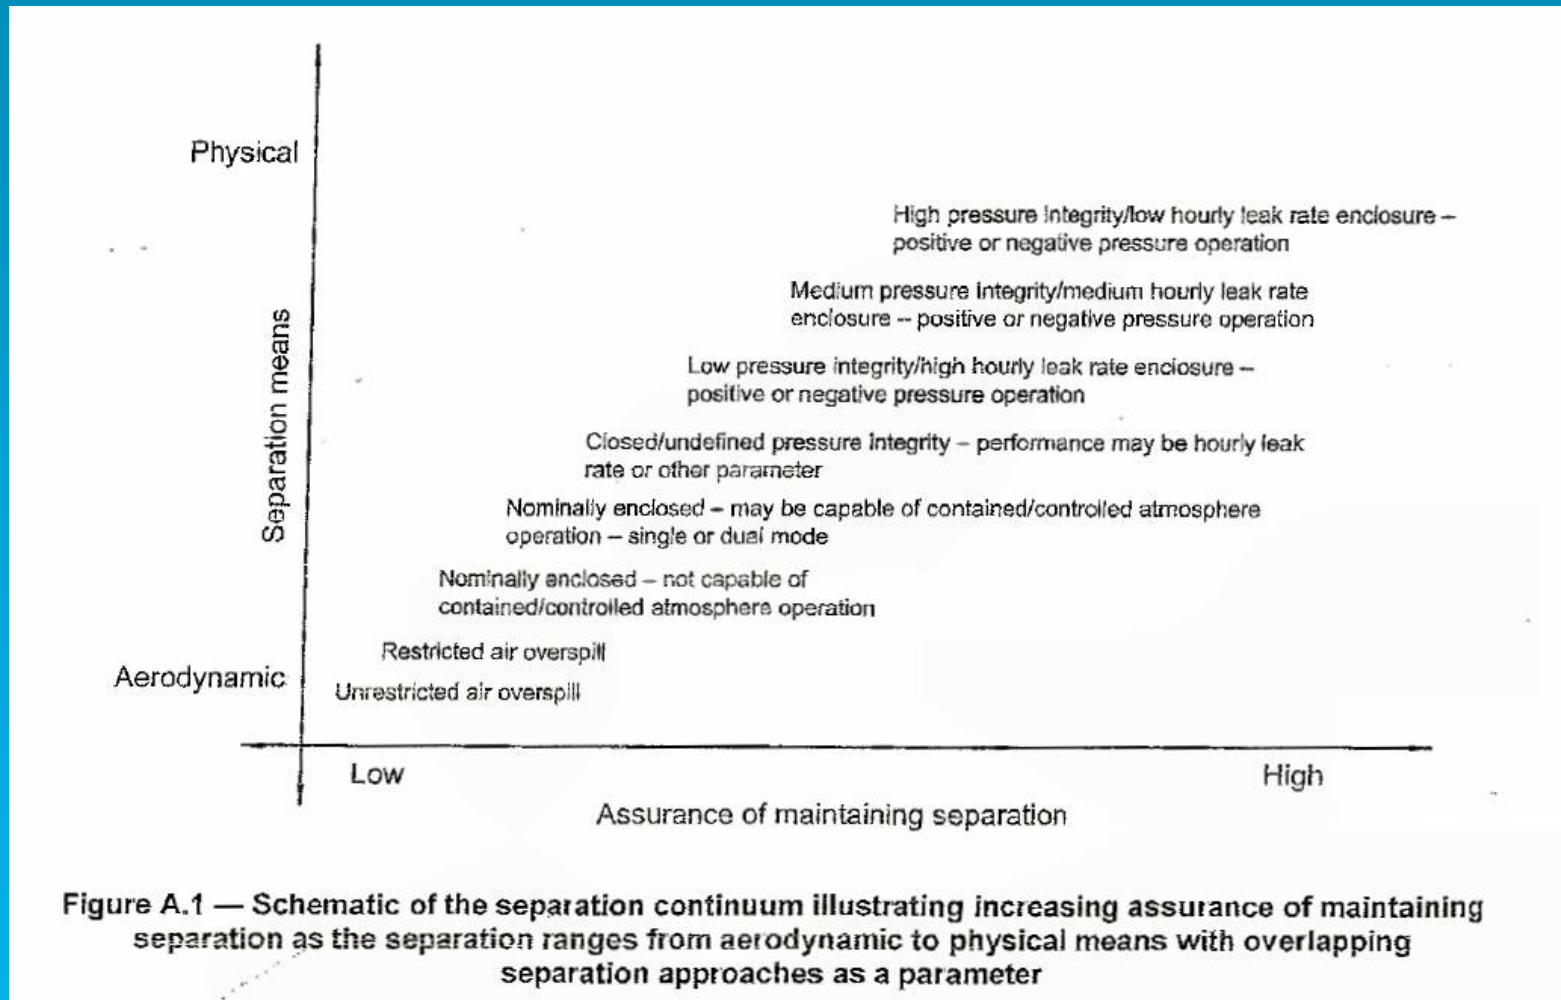 Physical
High pressure integrity/low hourly leak rate enclosure –
positive or negative pressure operation
Medium pressure integrity/medium hourly leak rate
enclosure – positive or negative pressure operation
Separation means
Low pressure integrity/high hourly leak rate enclosure –
positive or negative pressure operation
Closed/undefined pressure integrity – performance may be hourly leak
rate or other parameter
Nominally enclosed – may be capable of contained/controlled atmosphere
operation – single or dual mode
Nominally enclosed – not capable of
contained/controlled atmosphere operation
Restricted air overspill
Aerodynamic
Unrestricted air overspill
Low
High
Assurance of maintaining separation
Figure A.1 — Schematic of the separation continuum illustrating increasing assurance of maintaining
separation as the separation ranges from aerodynamic to physical means with overlapping
separation approaches as a parameter